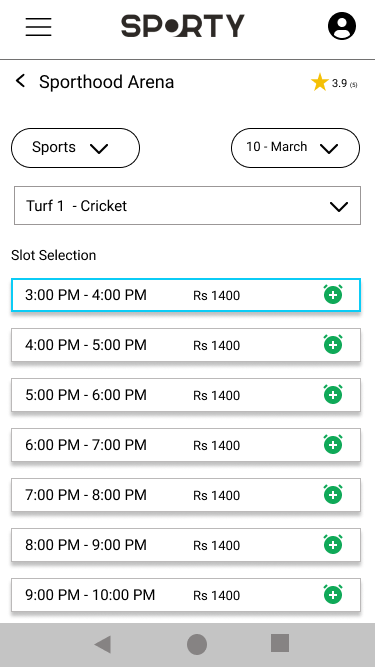 SPORTY
Sporthood Arena 3.9 (5)
Sports 10 - March
Turf 1 - Cricket
Slot Selection
3:00 PM - 4:00 PM Rs 1400
4:00 PM - 5:00 PM Rs 1400
5:00 PM - 6:00 PM Rs 1400
6:00 PM - 7:00 PM Rs 1400
7:00 PM - 8:00 PM Rs 1400
8:00 PM - 9:00 PM Rs 1400
9:00 PM - 10:00 PM Rs 1400